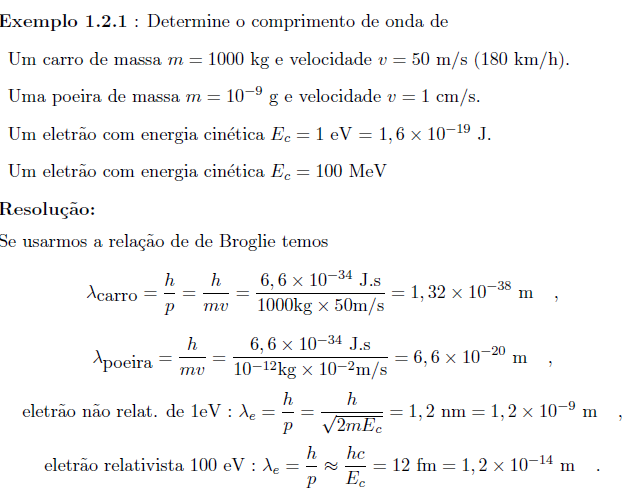 Exemplo 1.2.1 : Determine o comprimento de onda de
Um carro de massa $m = 1000$ kg e velocidade $v = 50$ m/s (180 km/h).
Uma poeira de massa $m = 10^{-9}$ g e velocidade $v = 1$ cm/s.
Um eletrão com energia cinética $E_c = 1$ eV $= 1,6 \times 10^{-19}$ J.
Um eletrão com energia cinética $E_c = 100$ MeV
Resolução:
Se usarmos a relação de de Broglie temos
$\lambda_{\text{carro}} = \frac{h}{p} = \frac{h}{mv} = \frac{6,6 \times 10^{-34} \text{ J.s}}{1000\text{kg} \times 50\text{m/s}} = 1,32 \times 10^{-38} \text{ m} \quad ,$
$\lambda_{\text{poeira}} = \frac{h}{mv} = \frac{6,6 \times 10^{-34} \text{ J.s}}{10^{-12}\text{kg} \times 10^{-2}\text{m/s}} = 6,6 \times 10^{-20} \text{ m} \quad ,$
eletrão não relat. de 1eV : $\lambda_e = \frac{h}{p} = \frac{h}{\sqrt{2mE_c}} = 1,2 \text{ nm} = 1,2 \times 10^{-9} \text{ m} \quad ,$
eletrão relativista 100 eV : $\lambda_e = \frac{h}{p} \approx \frac{hc}{E_c} = 12 \text{ fm} = 1,2 \times 10^{-14} \text{ m} \quad .$